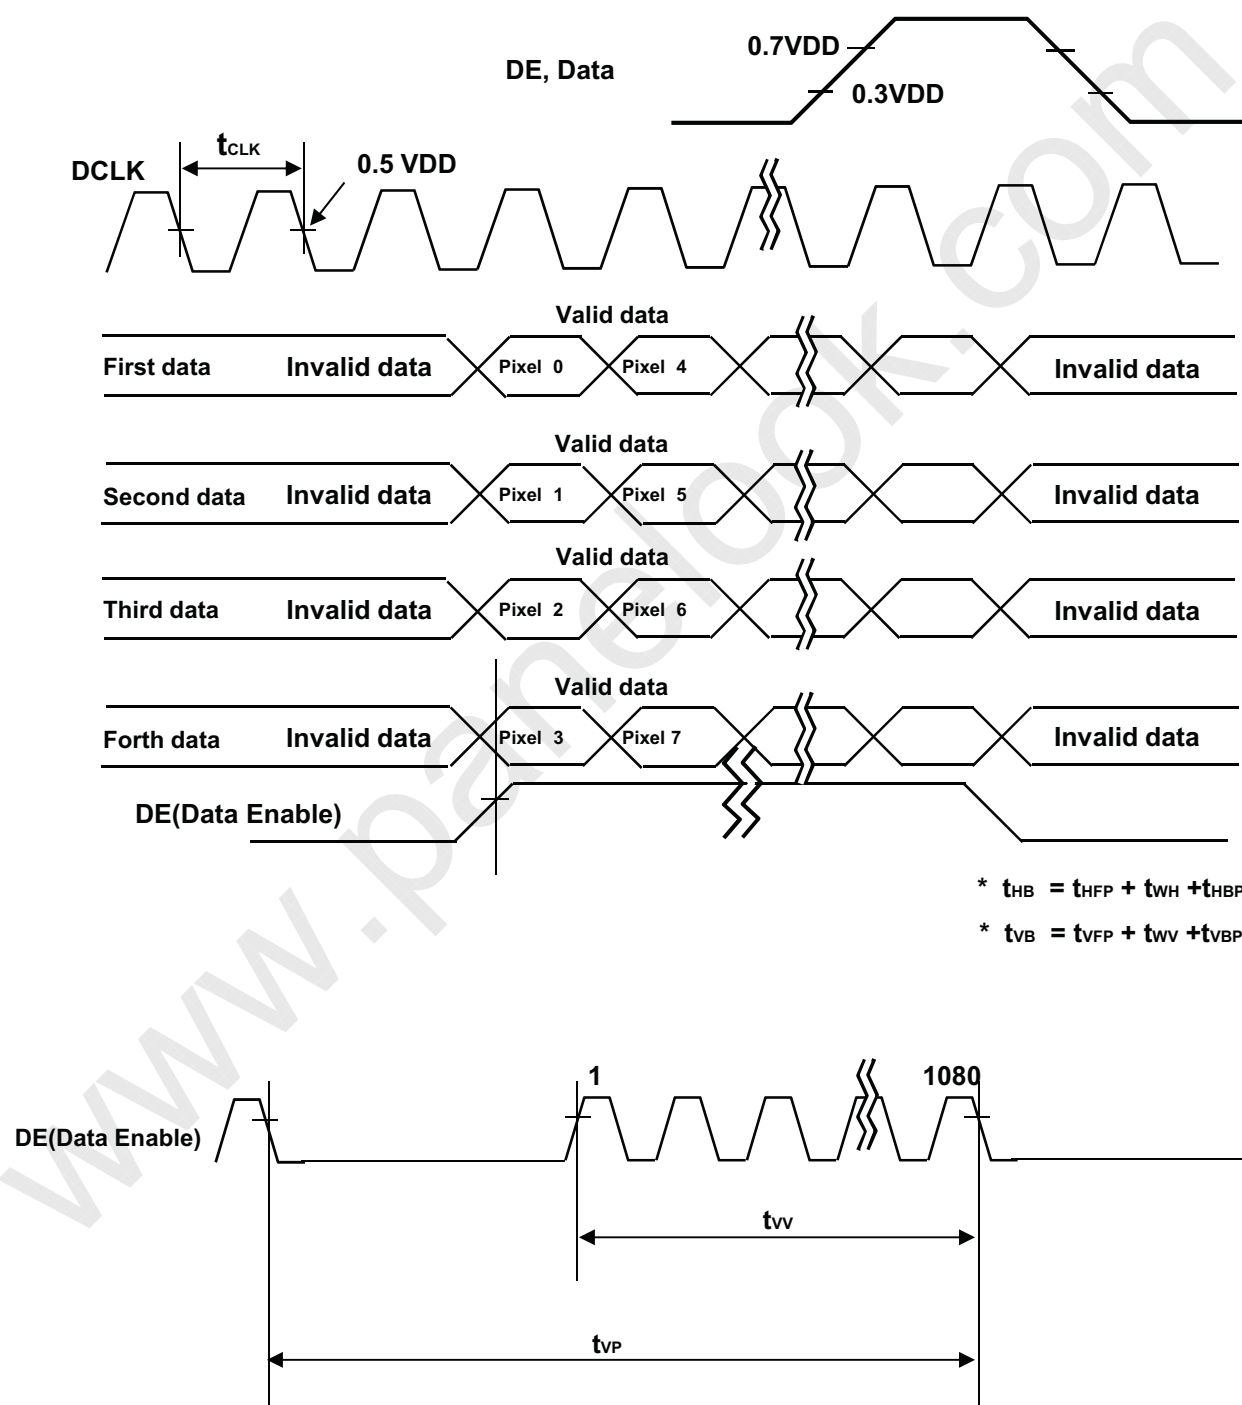 0.7VDD
DE, Data
0.3VDD
tCLK
DCLK
0.5 VDD
Valid data
First data Invalid data Pixel 0 Pixel 4 Invalid data
Valid data
Second data Invalid data Pixel 1 Pixel 5 Invalid data
Valid data
Third data Invalid data Pixel 2 Pixel 6 Invalid data
Valid data
Forth data Invalid data Pixel 3 Pixel 7 Invalid data
DE(Data Enable)
* tHB = tHFP + tWH +tHBP
* tVB = tVFP + tWV +tVBP
1 1080
DE(Data Enable)
tVV
tVP
www.panelook.com